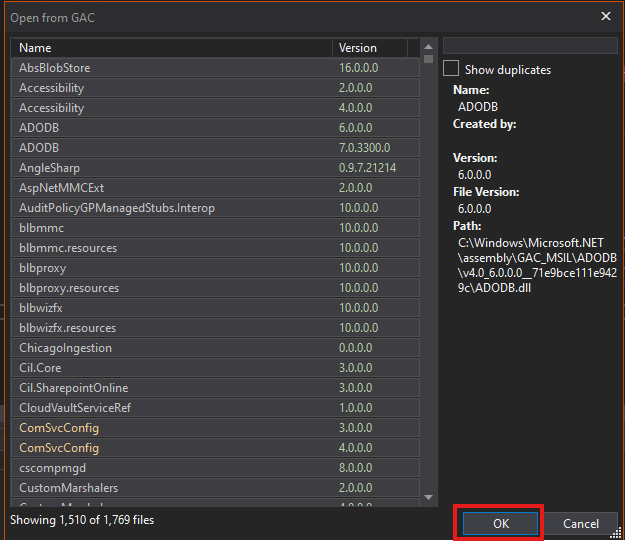 Open from GAC
Name Version
AbsBlobStore 16.0.0.0
Accessibility 2.0.0.0
Accessibility 4.0.0.0
ADODB 6.0.0.0
ADODB 7.0.3300.0
AngleSharp 0.9.7.21214
AspNetMMCExt 2.0.0.0
AuditPolicyGPManagedStubs.Interop 10.0.0.0
blbmmc 10.0.0.0
blbmmc.resources 10.0.0.0
blbproxy 10.0.0.0
blbproxy.resources 10.0.0.0
blbwizfx 10.0.0.0
blbwizfx.resources 10.0.0.0
ChicagoIngestion 0.0.0.0
Cil.Core 3.0.0.0
Cil.SharepointOnline 3.0.0.0
CloudVaultServiceRef 1.0.0.0
ComSvcConfig 3.0.0.0
ComSvcConfig 4.0.0.0
cscompmgd 8.0.0.0
CustomMarshalers 2.0.0.0
CustomMarshalers 4.0.0.0
Showing 1,510 of 1,769 files
Show duplicates
Name:
ADODB
Created by:
Version:
6.0.0.0
File Version:
6.0.0.0
Path:
C:\Windows\Microsoft.NET
\assembly\GAC_MSIL\ADODB
\v4.0_6.0.0.0__71e9bce111e942
9c\ADODB.dll
OK
Cancel